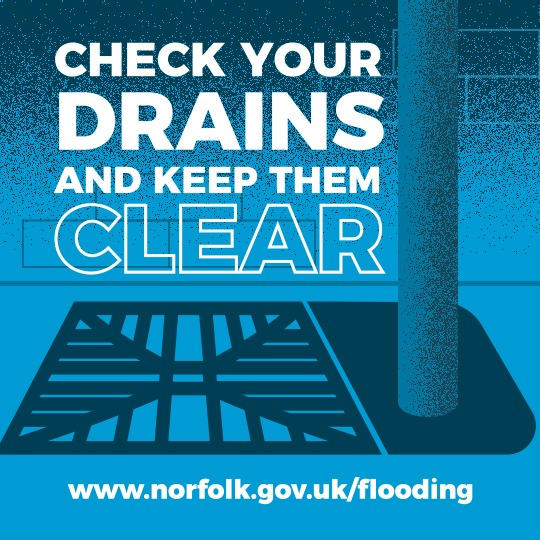 CHECK YOUR
DRAINS
AND KEEP THEM
CLEAR
www.norfolk.gov.uk/flooding